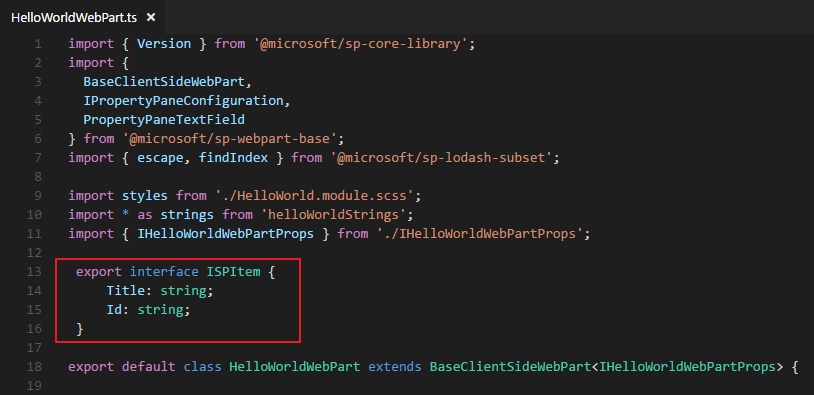 HelloWorldWebPart.ts ×
1 import { Version } from '@microsoft/sp-core-library';
2 import {
3   BaseClientSideWebPart,
4   IPropertyPaneConfiguration,
5   PropertyPaneTextField
6 } from '@microsoft/sp-webpart-base';
7 import { escape, findIndex } from '@microsoft/sp-lodash-subset';
8
9 import styles from './HelloWorld.module.scss';
10 import * as strings from 'helloWorldStrings';
11 import { IHelloWorldWebPartProps } from './IHelloWorldWebPartProps';
12
13  export interface ISPItem {
14      Title: string;
15      Id: string;
16  }
17
18 export default class HelloWorldWebPart extends BaseClientSideWebPart<IHelloWorldWebPartProps> {
19